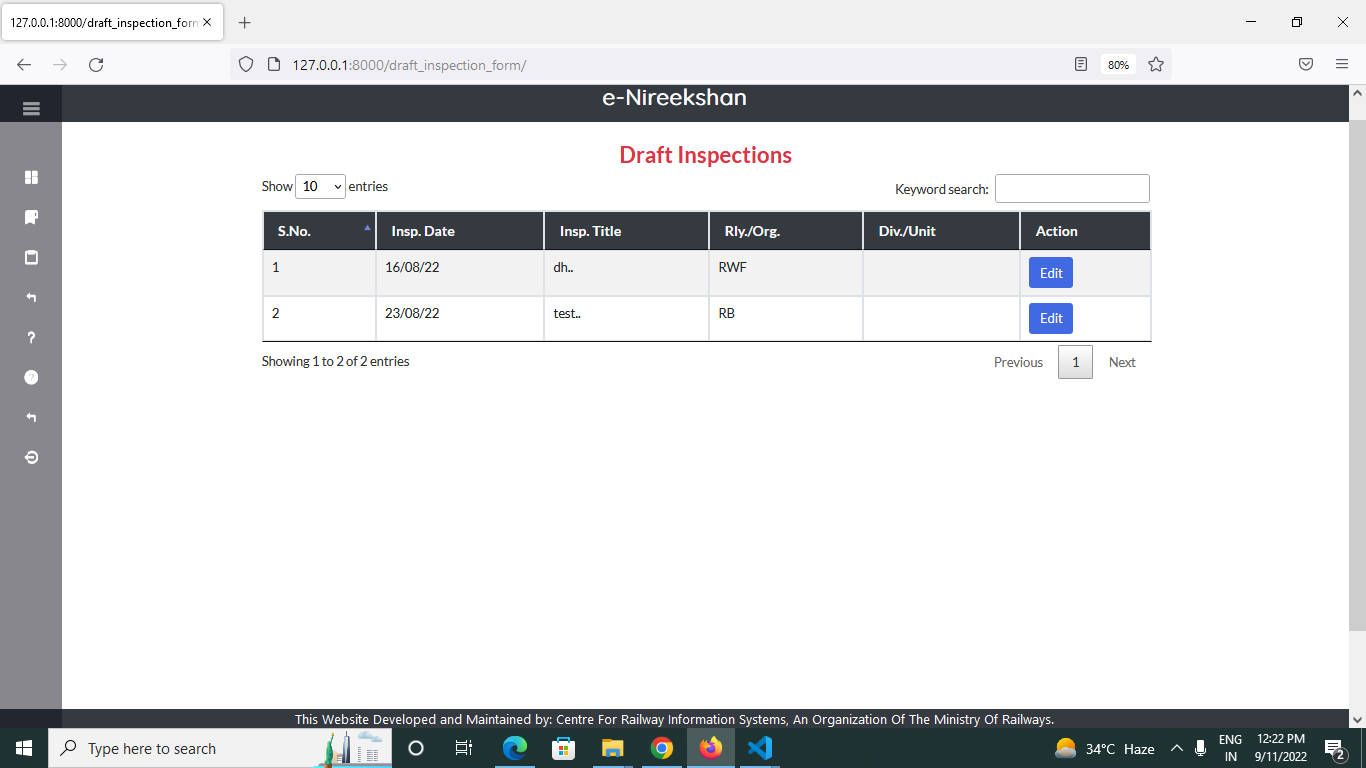 127.0.0.1:8000/draft_inspection_form
127.0.0.1:8000/draft_inspection_form/
80%
e-Nireekshan
Draft Inspections
Show 10 entries
Keyword search:
S.No. Insp. Date Insp. Title Rly./Org. Div./Unit Action
1 16/08/22 dh.. RWF Edit
2 23/08/22 test.. RB Edit
Showing 1 to 2 of 2 entries
Previous 1 Next
This Website Developed and Maintained by: Centre For Railway Information Systems, An Organization Of The Ministry Of Railways.
Type here to search
34°C Haze
ENG
IN
12:22 PM
9/11/2022
2